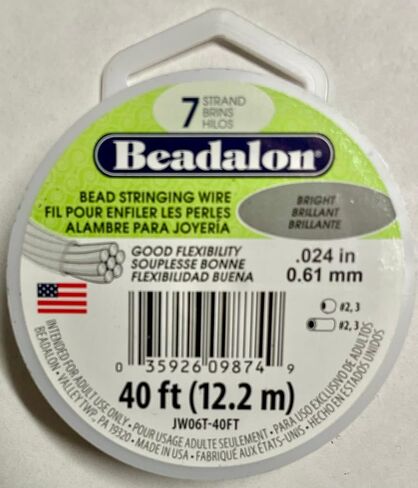 7 STRAND
BRINS
HILOS
Beadalon®
BEAD STRINGING WIRE
FIL POUR ENFILER LES PERLES
ALAMBRE PARA JOYERÍA
BRIGHT
BRILLANT
BRILLANTE
GOOD FLEXIBILITY
SOUPLESSE BONNE
FLEXIBILIDAD BUENA
.024 in
0.61 mm
#2, 3
#2, 3
0 35926 09874 9
40 ft (12.2 m)
JW06T-40FT
INTENDED FOR ADULT USE ONLY • POUR USAGE ADULTE SEULEMENT • PARA USO EXCLUSIVO DE ADULTOS
BEADALON • VALLEY TWP., PA 19320 • MADE IN USA • FABRIQUÉ AUX ÉTATS-UNIS • HECHO EN ESTADOS UNIDOS